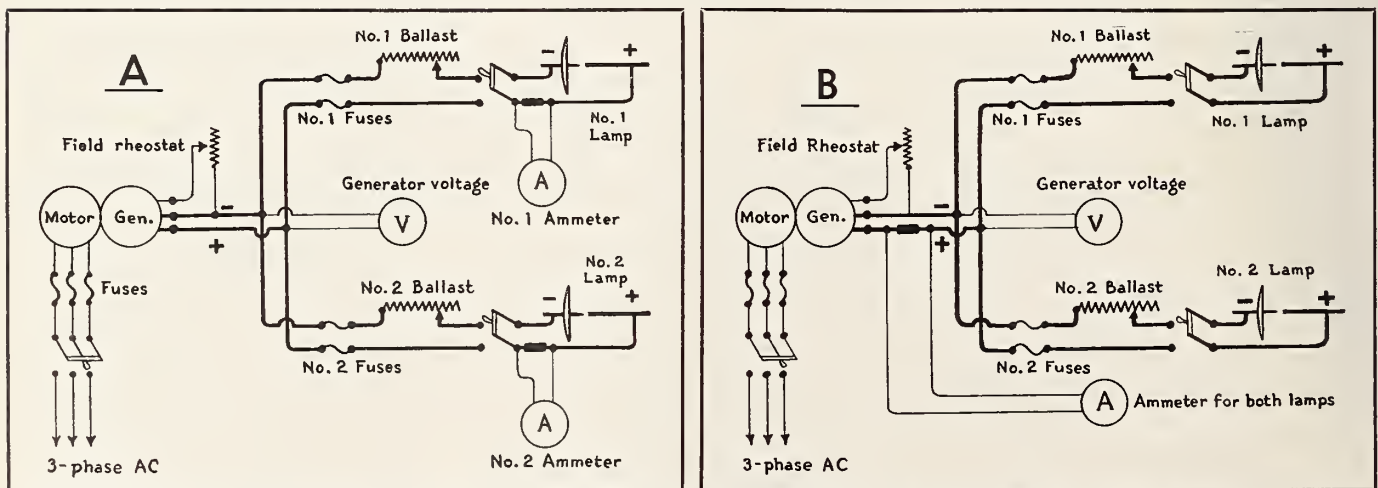 A
No.1 Ballast
-
+
No.1 Fuses
No.1
Lamp
Field rheostat
Generator voltage
A
No.1 Ammeter
Motor
Gen.
-
+
V
Fuses
No.2 Ballast
No.2
Lamp
-
+
No.2 Fuses
A
No.2 Ammeter
3-phase AC
B
No.1 Ballast
-
+
No.1 Fuses
No.1 Lamp
Field Rheostat
Generator voltage
Motor
Gen.
-
+
V
No.2 Ballast
No.2 Lamp
-
+
No.2 Fuses
A
Ammeter for both lamps
3-phase AC